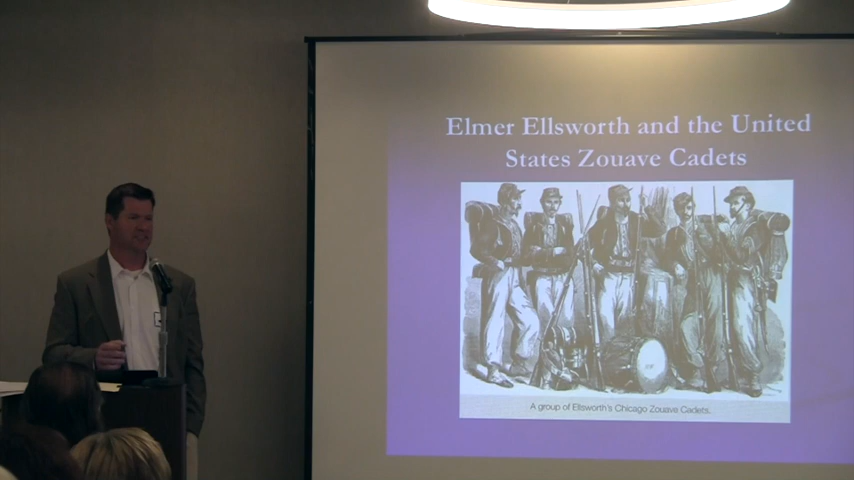 Elmer Ellsworth and the United
States Zouave Cadets
A group of Ellsworth's Chicago Zouave Cadets.